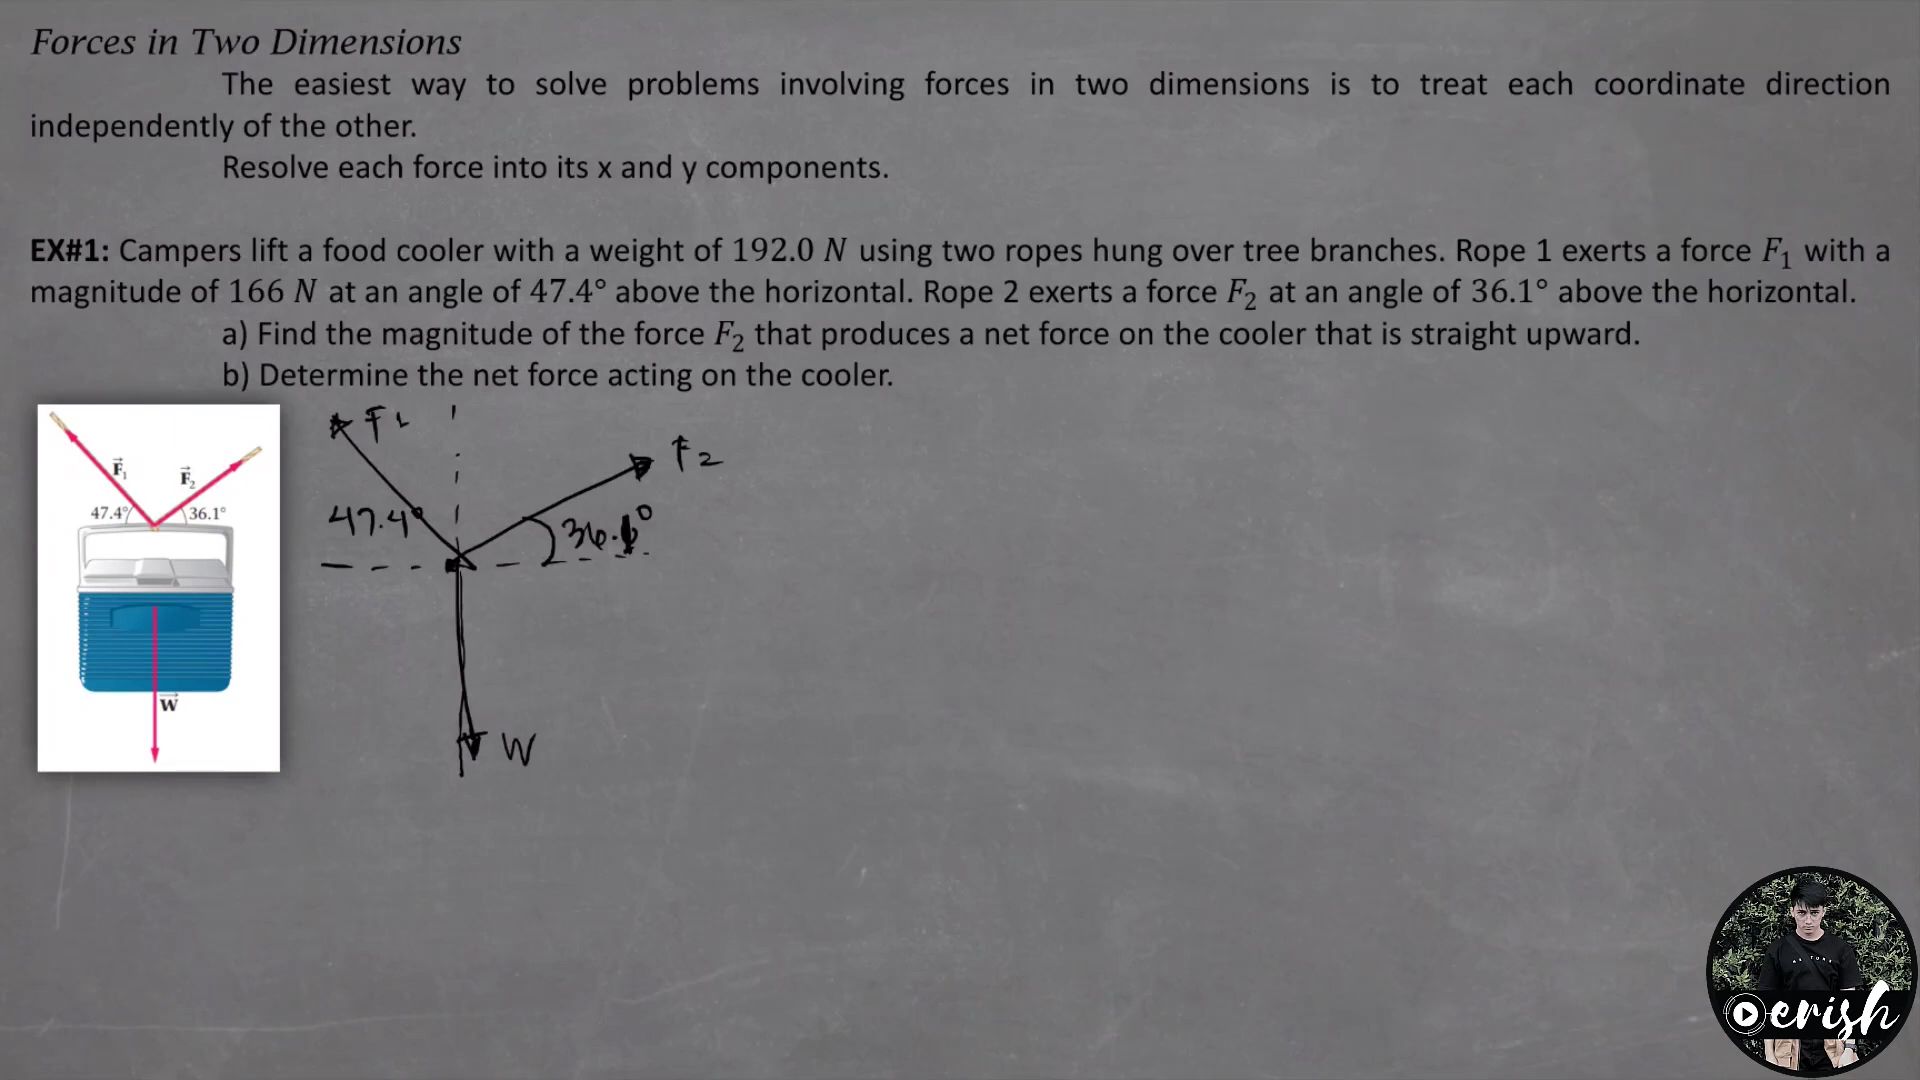 Forces in Two Dimensions
The easiest way to solve problems involving forces in two dimensions is to treat each coordinate direction
independently of the other.
Resolve each force into its x and y components.
EX#1: Campers lift a food cooler with a weight of 192.0 N using two ropes hung over tree branches. Rope 1 exerts a force F₁ with a
magnitude of 166 N at an angle of 47.4° above the horizontal. Rope 2 exerts a force F₂ at an angle of 36.1° above the horizontal.
a) Find the magnitude of the force F₂ that produces a net force on the cooler that is straight upward.
b) Determine the net force acting on the cooler.
F₁
F₂
47.4°
36.1°
W
F₁
F₂
47.4°
36.1°
W
erish